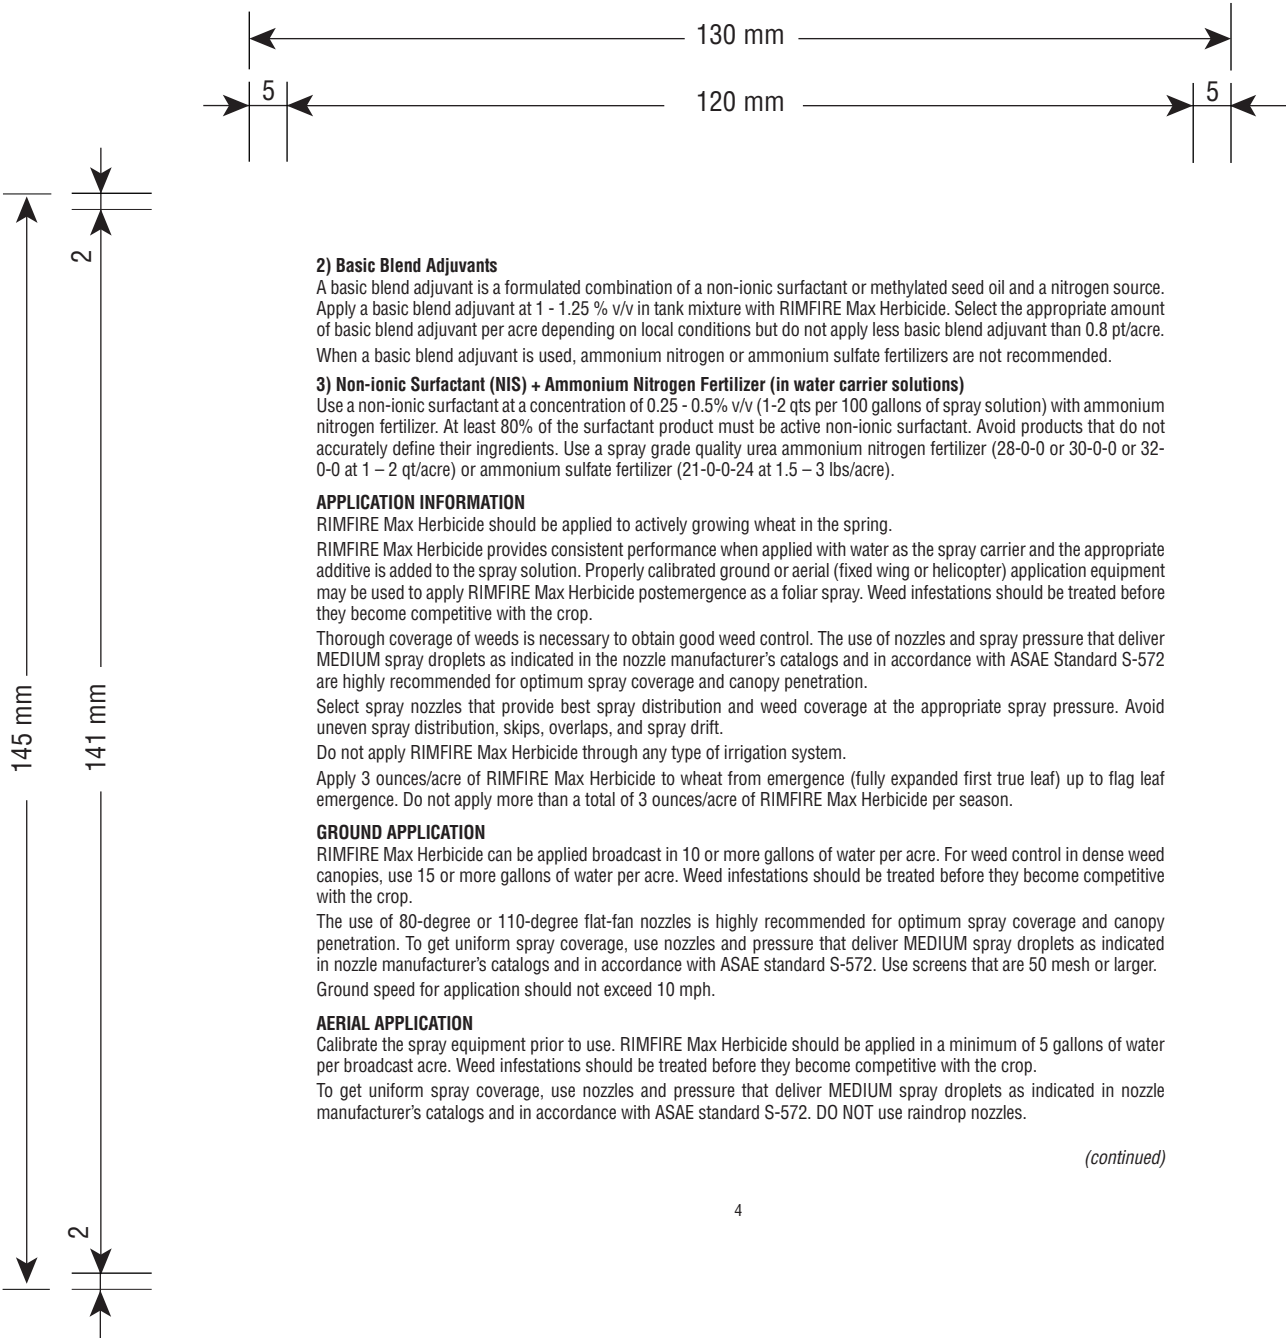 130 mm
5
120 mm
5
2
145 mm
141 mm
2
2) Basic Blend Adjuvants
A basic blend adjuvant is a formulated combination of a non-ionic surfactant or methylated seed oil and a nitrogen source.
Apply a basic blend adjuvant at 1 - 1.25 % v/v in tank mixture with RIMFIRE Max Herbicide. Select the appropriate amount
of basic blend adjuvant per acre depending on local conditions but do not apply less basic blend adjuvant than 0.8 pt/acre.
When a basic blend adjuvant is used, ammonium nitrogen or ammonium sulfate fertilizers are not recommended.
3) Non-ionic Surfactant (NIS) + Ammonium Nitrogen Fertilizer (in water carrier solutions)
Use a non-ionic surfactant at a concentration of 0.25 - 0.5% v/v (1-2 qts per 100 gallons of spray solution) with ammonium
nitrogen fertilizer. At least 80% of the surfactant product must be active non-ionic surfactant. Avoid products that do not
accurately define their ingredients. Use a spray grade quality urea ammonium nitrogen fertilizer (28-0-0 or 30-0-0 or 32-
0-0 at 1 – 2 qt/acre) or ammonium sulfate fertilizer (21-0-0-24 at 1.5 – 3 lbs/acre).
APPLICATION INFORMATION
RIMFIRE Max Herbicide should be applied to actively growing wheat in the spring.
RIMFIRE Max Herbicide provides consistent performance when applied with water as the spray carrier and the appropriate
additive is added to the spray solution. Properly calibrated ground or aerial (fixed wing or helicopter) application equipment
may be used to apply RIMFIRE Max Herbicide postemergence as a foliar spray. Weed infestations should be treated before
they become competitive with the crop.
Thorough coverage of weeds is necessary to obtain good weed control. The use of nozzles and spray pressure that deliver
MEDIUM spray droplets as indicated in the nozzle manufacturer's catalogs and in accordance with ASAE Standard S-572
are highly recommended for optimum spray coverage and canopy penetration.
Select spray nozzles that provide best spray distribution and weed coverage at the appropriate spray pressure. Avoid
uneven spray distribution, skips, overlaps, and spray drift.
Do not apply RIMFIRE Max Herbicide through any type of irrigation system.
Apply 3 ounces/acre of RIMFIRE Max Herbicide to wheat from emergence (fully expanded first true leaf) up to flag leaf
emergence. Do not apply more than a total of 3 ounces/acre of RIMFIRE Max Herbicide per season.
GROUND APPLICATION
RIMFIRE Max Herbicide can be applied broadcast in 10 or more gallons of water per acre. For weed control in dense weed
canopies, use 15 or more gallons of water per acre. Weed infestations should be treated before they become competitive
with the crop.
The use of 80-degree or 110-degree flat-fan nozzles is highly recommended for optimum spray coverage and canopy
penetration. To get uniform spray coverage, use nozzles and pressure that deliver MEDIUM spray droplets as indicated
in nozzle manufacturer's catalogs and in accordance with ASAE standard S-572. Use screens that are 50 mesh or larger.
Ground speed for application should not exceed 10 mph.
AERIAL APPLICATION
Calibrate the spray equipment prior to use. RIMFIRE Max Herbicide should be applied in a minimum of 5 gallons of water
per broadcast acre. Weed infestations should be treated before they become competitive with the crop.
To get uniform spray coverage, use nozzles and pressure that deliver MEDIUM spray droplets as indicated in nozzle
manufacturer's catalogs and in accordance with ASAE standard S-572. DO NOT use raindrop nozzles.
(continued)
4